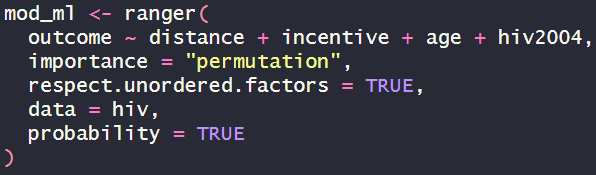 mod_ml <- ranger(
  outcome ~ distance + incentive + age + hiv2004,
  importance = "permutation",
  respect.unordered.factors = TRUE,
  data = hiv,
  probability = TRUE
)